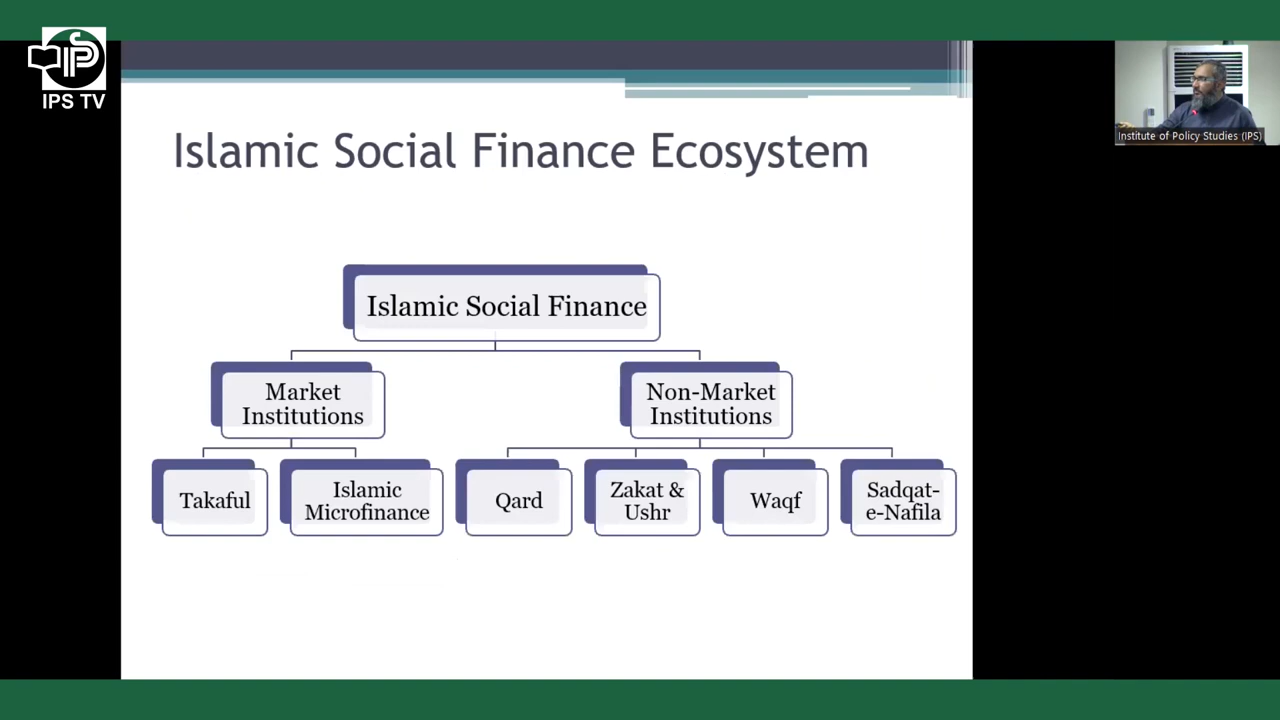 IPS
IPS TV
Institute of Policy Studies (IPS)
Islamic Social Finance Ecosystem
Islamic Social Finance
Market
Institutions
Non-Market
Institutions
Takaful
Islamic
Microfinance
Qard
Zakat &
Ushr
Waqf
Sadqat-
e-Nafila